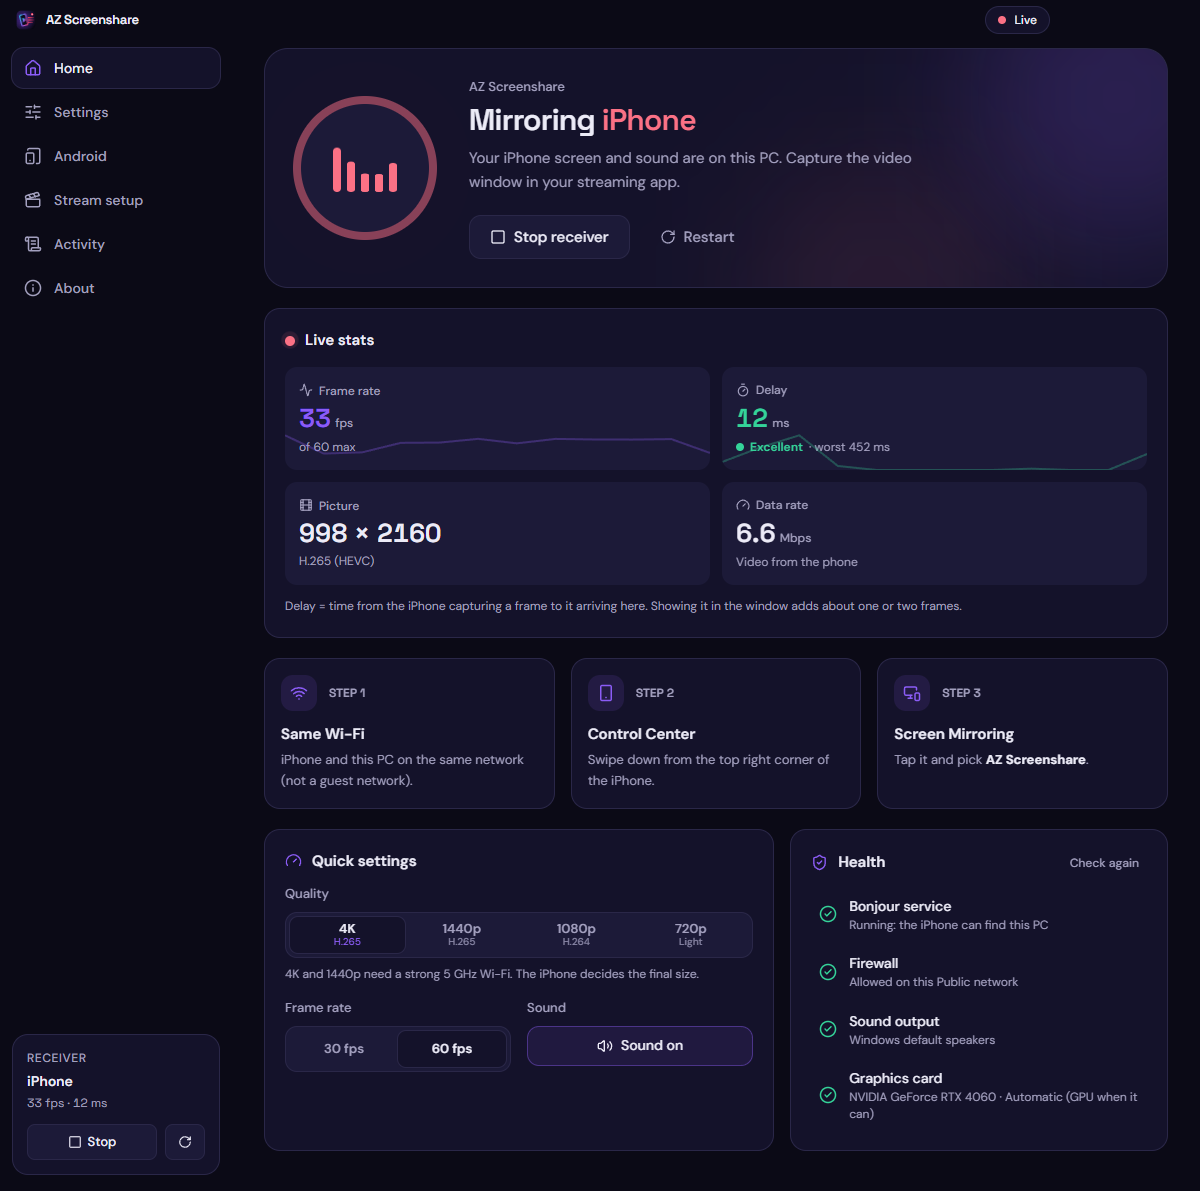 AZ Screenshare
Live
Home
Settings
Android
Stream setup
Activity
About
AZ Screenshare
Mirroring iPhone
Your iPhone screen and sound are on this PC. Capture the video
window in your streaming app.
Stop receiver
Restart
Live stats
Frame rate
33 fps
of 60 max
Delay
12 ms
Excellent · worst 452 ms
Picture
998 × 2160
H.265 (HEVC)
Data rate
6.6 Mbps
Video from the phone
Delay = time from the iPhone capturing a frame to it arriving here. Showing it in the window adds about one or two frames.
STEP 1
Same Wi-Fi
iPhone and this PC on the same network
(not a guest network).
STEP 2
Control Center
Swipe down from the top right corner of
the iPhone.
STEP 3
Screen Mirroring
Tap it and pick AZ Screenshare.
Quick settings
Quality
4K
H.265
1440p
H.265
1080p
H.264
720p
Light
4K and 1440p need a strong 5 GHz Wi-Fi. The iPhone decides the final size.
Frame rate
30 fps
60 fps
Sound
Sound on
Health
Check again
Bonjour service
Running: the iPhone can find this PC
Firewall
Allowed on this Public network
Sound output
Windows default speakers
Graphics card
NVIDIA GeForce RTX 4060 · Automatic (GPU when it
can)
RECEIVER
iPhone
33 fps · 12 ms
Stop